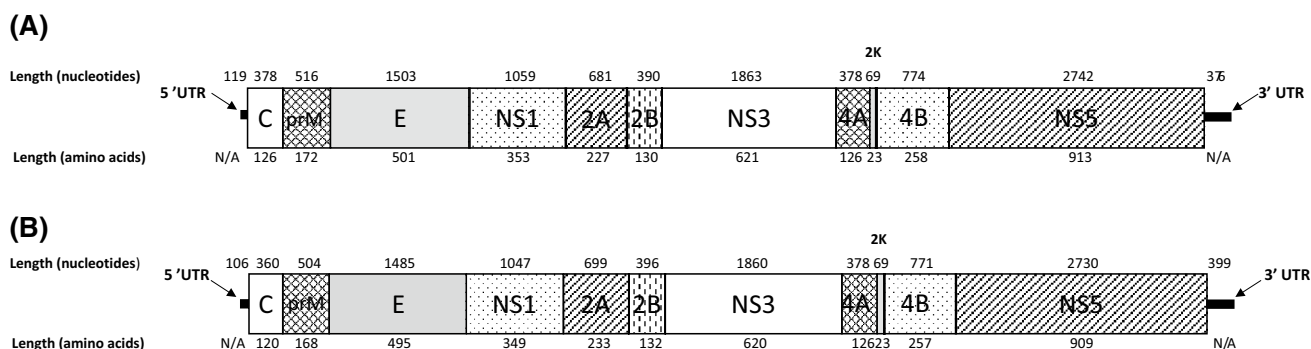 (A)
2K
Length (nucleotides) 119 378 516 1503 1059 681 390 1863 378 69 774 2742 376
5 'UTR 3' UTR
C prM E NS1 2A 2B NS3 4A 4B NS5
Length (amino acids) N/A 126 172 501 353 227 130 621 126 23 258 913 N/A
(B)
2K
Length (nucleotides) 106 360 504 1485 1047 699 396 1860 378 69 771 2730 399
5 'UTR 3' UTR
C prM E NS1 2A 2B NS3 4A 4B NS5
Length (amino acids) N/A 120 168 495 349 233 132 620 126 23 257 909 N/A